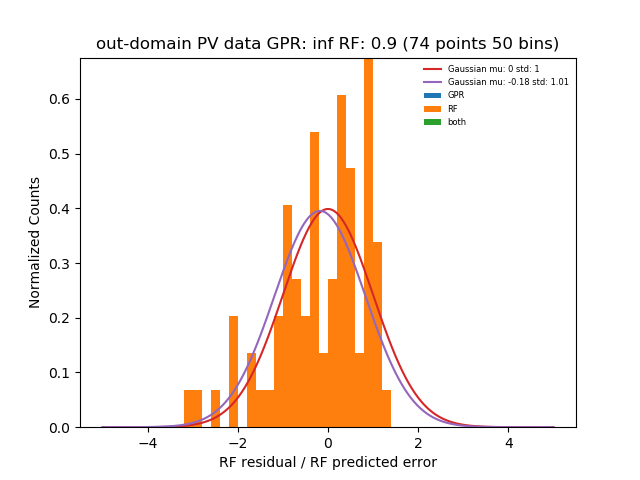 out-domain PV data GPR: inf RF: 0.9 (74 points 50 bins)
Gaussian mu: 0 std: 1
Gaussian mu: -0.18 std: 1.01
GPR
RF
both
Normalized Counts
0.6
0.5
0.4
0.3
0.2
0.1
0.0
−4 −2 0 2 4
RF residual / RF predicted error